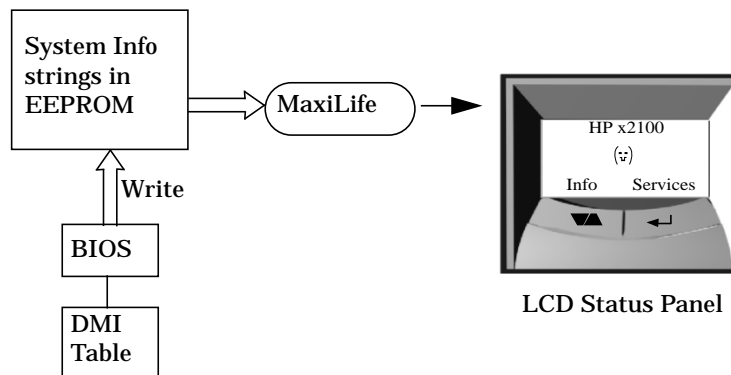 System Info
strings in
EEPROM
MaxiLife
HP x2100
Info Services
Write
BIOS
DMI
Table
LCD Status Panel